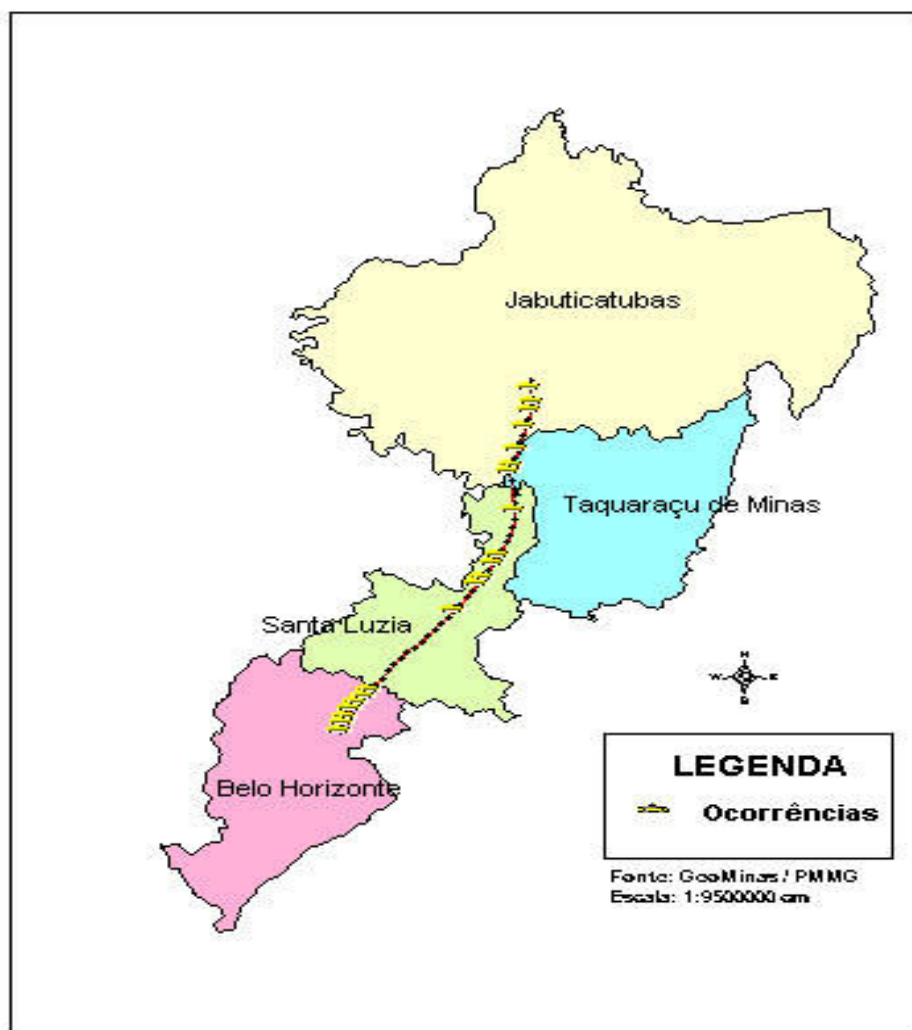 Jabuticatubas
Taquaraçu de Minas
Santa Luzia
N
W E
S
Belo Horizonte
LEGENDA
Ocorrências
Fonte: GeoMinas / PMMG
Escala: 1:9500000 cm